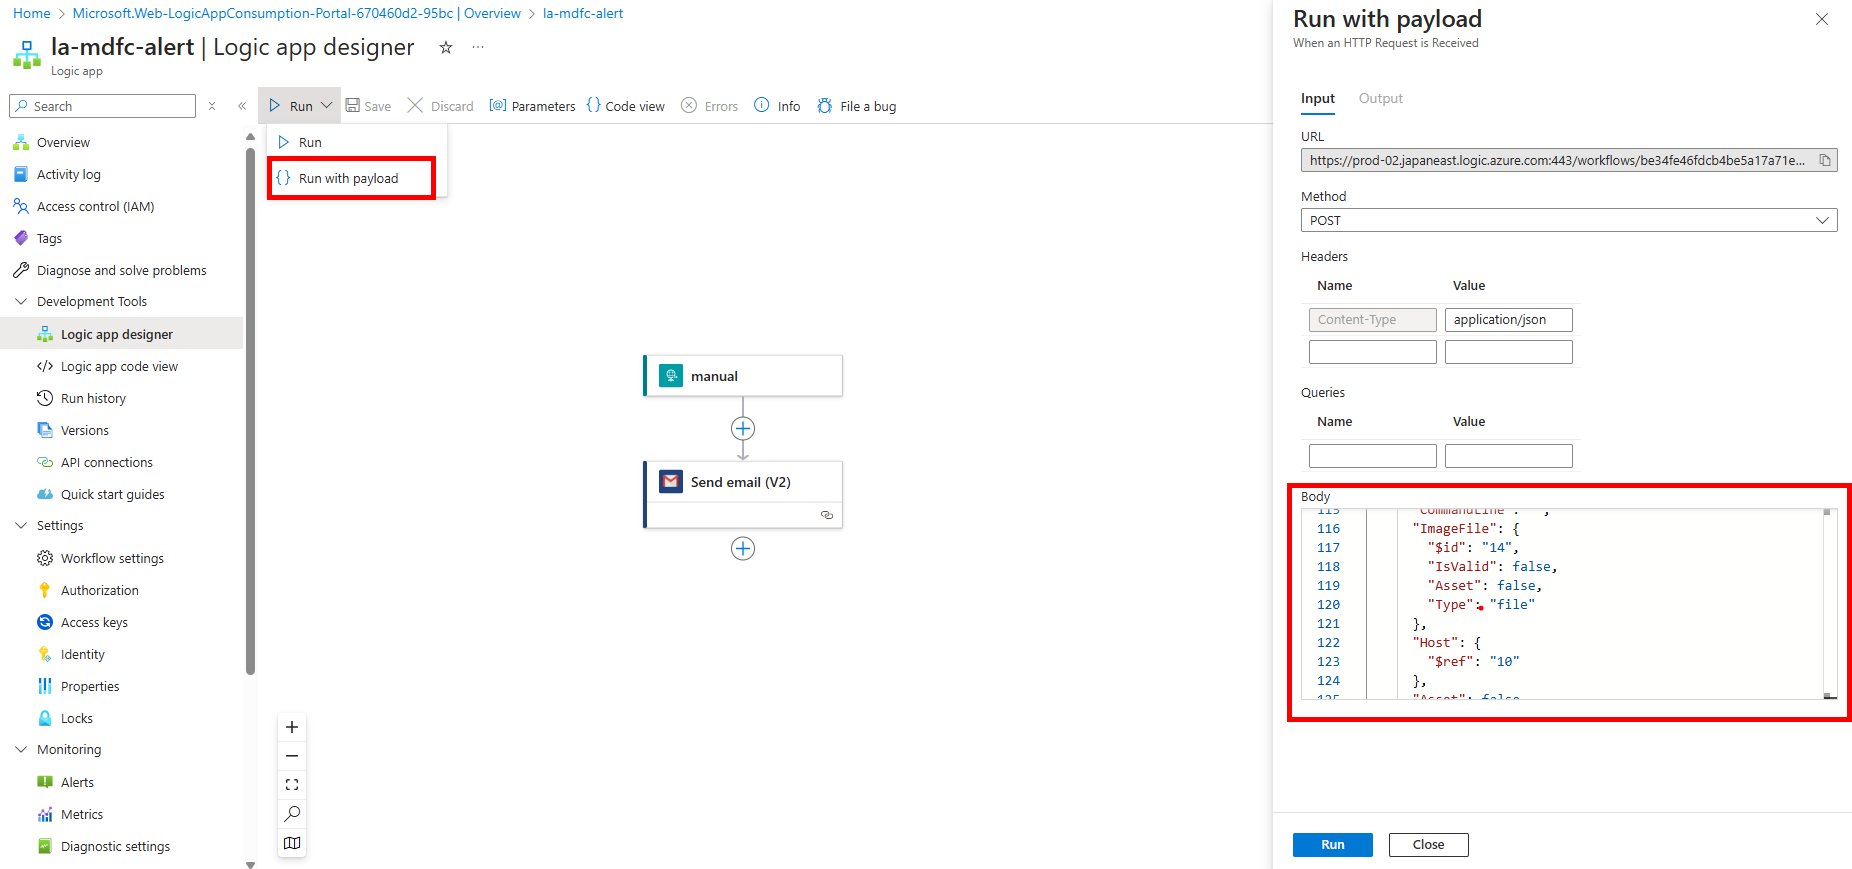 Home > Microsoft.Web-LogicAppConsumption-Portal-670460d2-95bc | Overview > la-mdfc-alert
la-mdfc-alert | Logic app designer
Logic app
Search
Overview
Activity log
Access control (IAM)
Tags
Diagnose and solve problems
Development Tools
Logic app designer
Logic app code view
Run history
Versions
API connections
Quick start guides
Settings
Workflow settings
Authorization
Access keys
Identity
Properties
Locks
Monitoring
Alerts
Metrics
Diagnostic settings
Run Save Discard Parameters Code view Errors Info File a bug
Run
Run with payload
manual
Send email (V2)
Run with payload
When an HTTP Request is Received
Input Output
URL
https://prod-02.japaneast.logic.azure.com:443/workflows/be34fe46fdcb4be5a17a71e...
Method
POST
Headers
Name Value
Content-Type application/json
Queries
Name Value
Body
115 "CommandLine": "",
116 "ImageFile": {
117 "$id": "14",
118 "IsValid": false,
119 "Asset": false,
120 "Type": "file"
121 },
122 "Host": {
123 "$ref": "10"
124 },
125 "Asset": false
Run Close